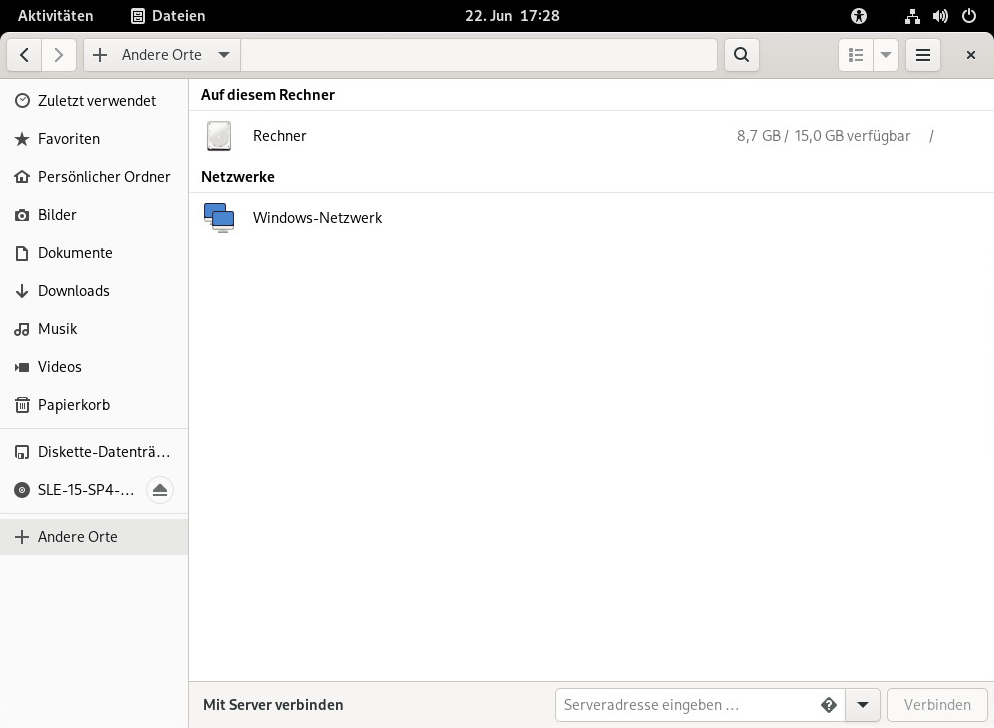 Aktivitäten
Dateien
22. Jun 17:28
Andere Orte
Zuletzt verwendet
Favoriten
Persönlicher Ordner
Bilder
Dokumente
Downloads
Musik
Videos
Papierkorb
Diskette-Datenträ…
SLE-15-SP4-…
Andere Orte
Auf diesem Rechner
Rechner
8,7 GB / 15,0 GB verfügbar /
Netzwerke
Windows-Netzwerk
Mit Server verbinden
Serveradresse eingeben …
Verbinden